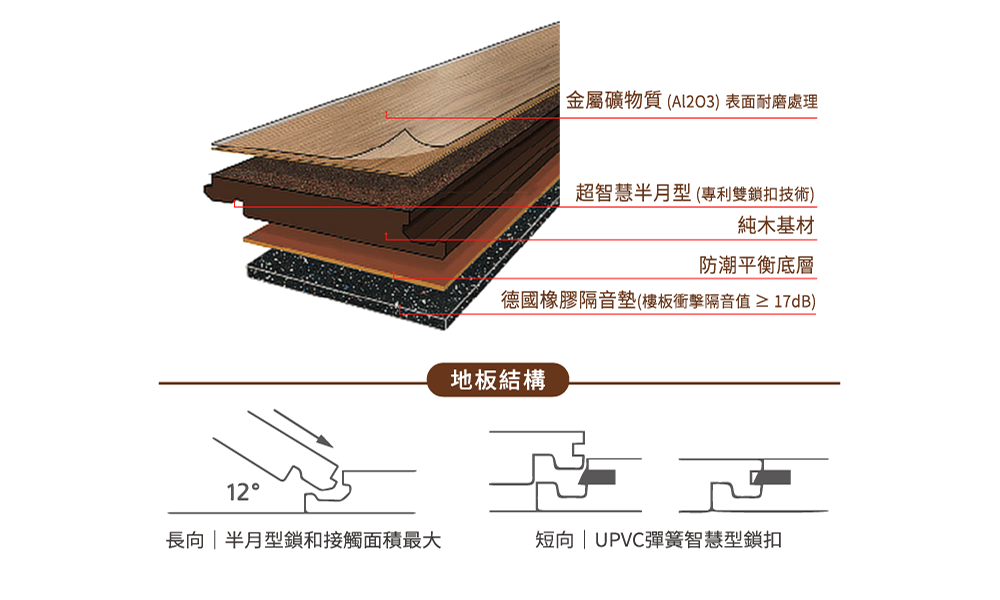 金屬礦物質 (Al2O3) 表面耐磨處理
超智慧半月型 (專利雙鎖扣技術)
純木基材
防潮平衡底層
德國橡膠隔音墊(樓板衝擊隔音值 ≥ 17dB)
地板結構
12°
長向｜半月型鎖和接觸面積最大
短向｜UPVC彈簧智慧型鎖扣